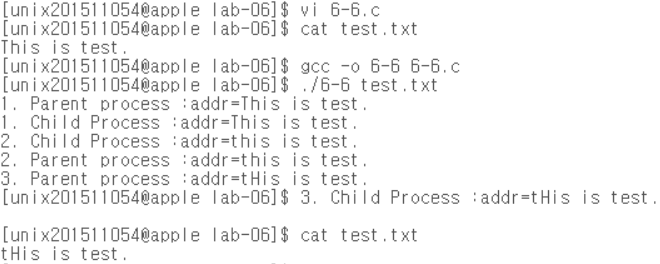 [unix201511054@apple lab-06]$ vi 6-6.c
[unix201511054@apple lab-06]$ cat test.txt
This is test.
[unix201511054@apple lab-06]$ gcc -o 6-6 6-6.c
[unix201511054@apple lab-06]$ ./6-6 test.txt
1. Parent process :addr=This is test.
1. Child Process :addr=This is test.
2. Child Process :addr=this is test.
2. Parent process :addr=this is test.
3. Parent process :addr=tHis is test.
[unix201511054@apple lab-06]$ 3. Child Process :addr=tHis is test.
[unix201511054@apple lab-06]$ cat test.txt
tHis is test.